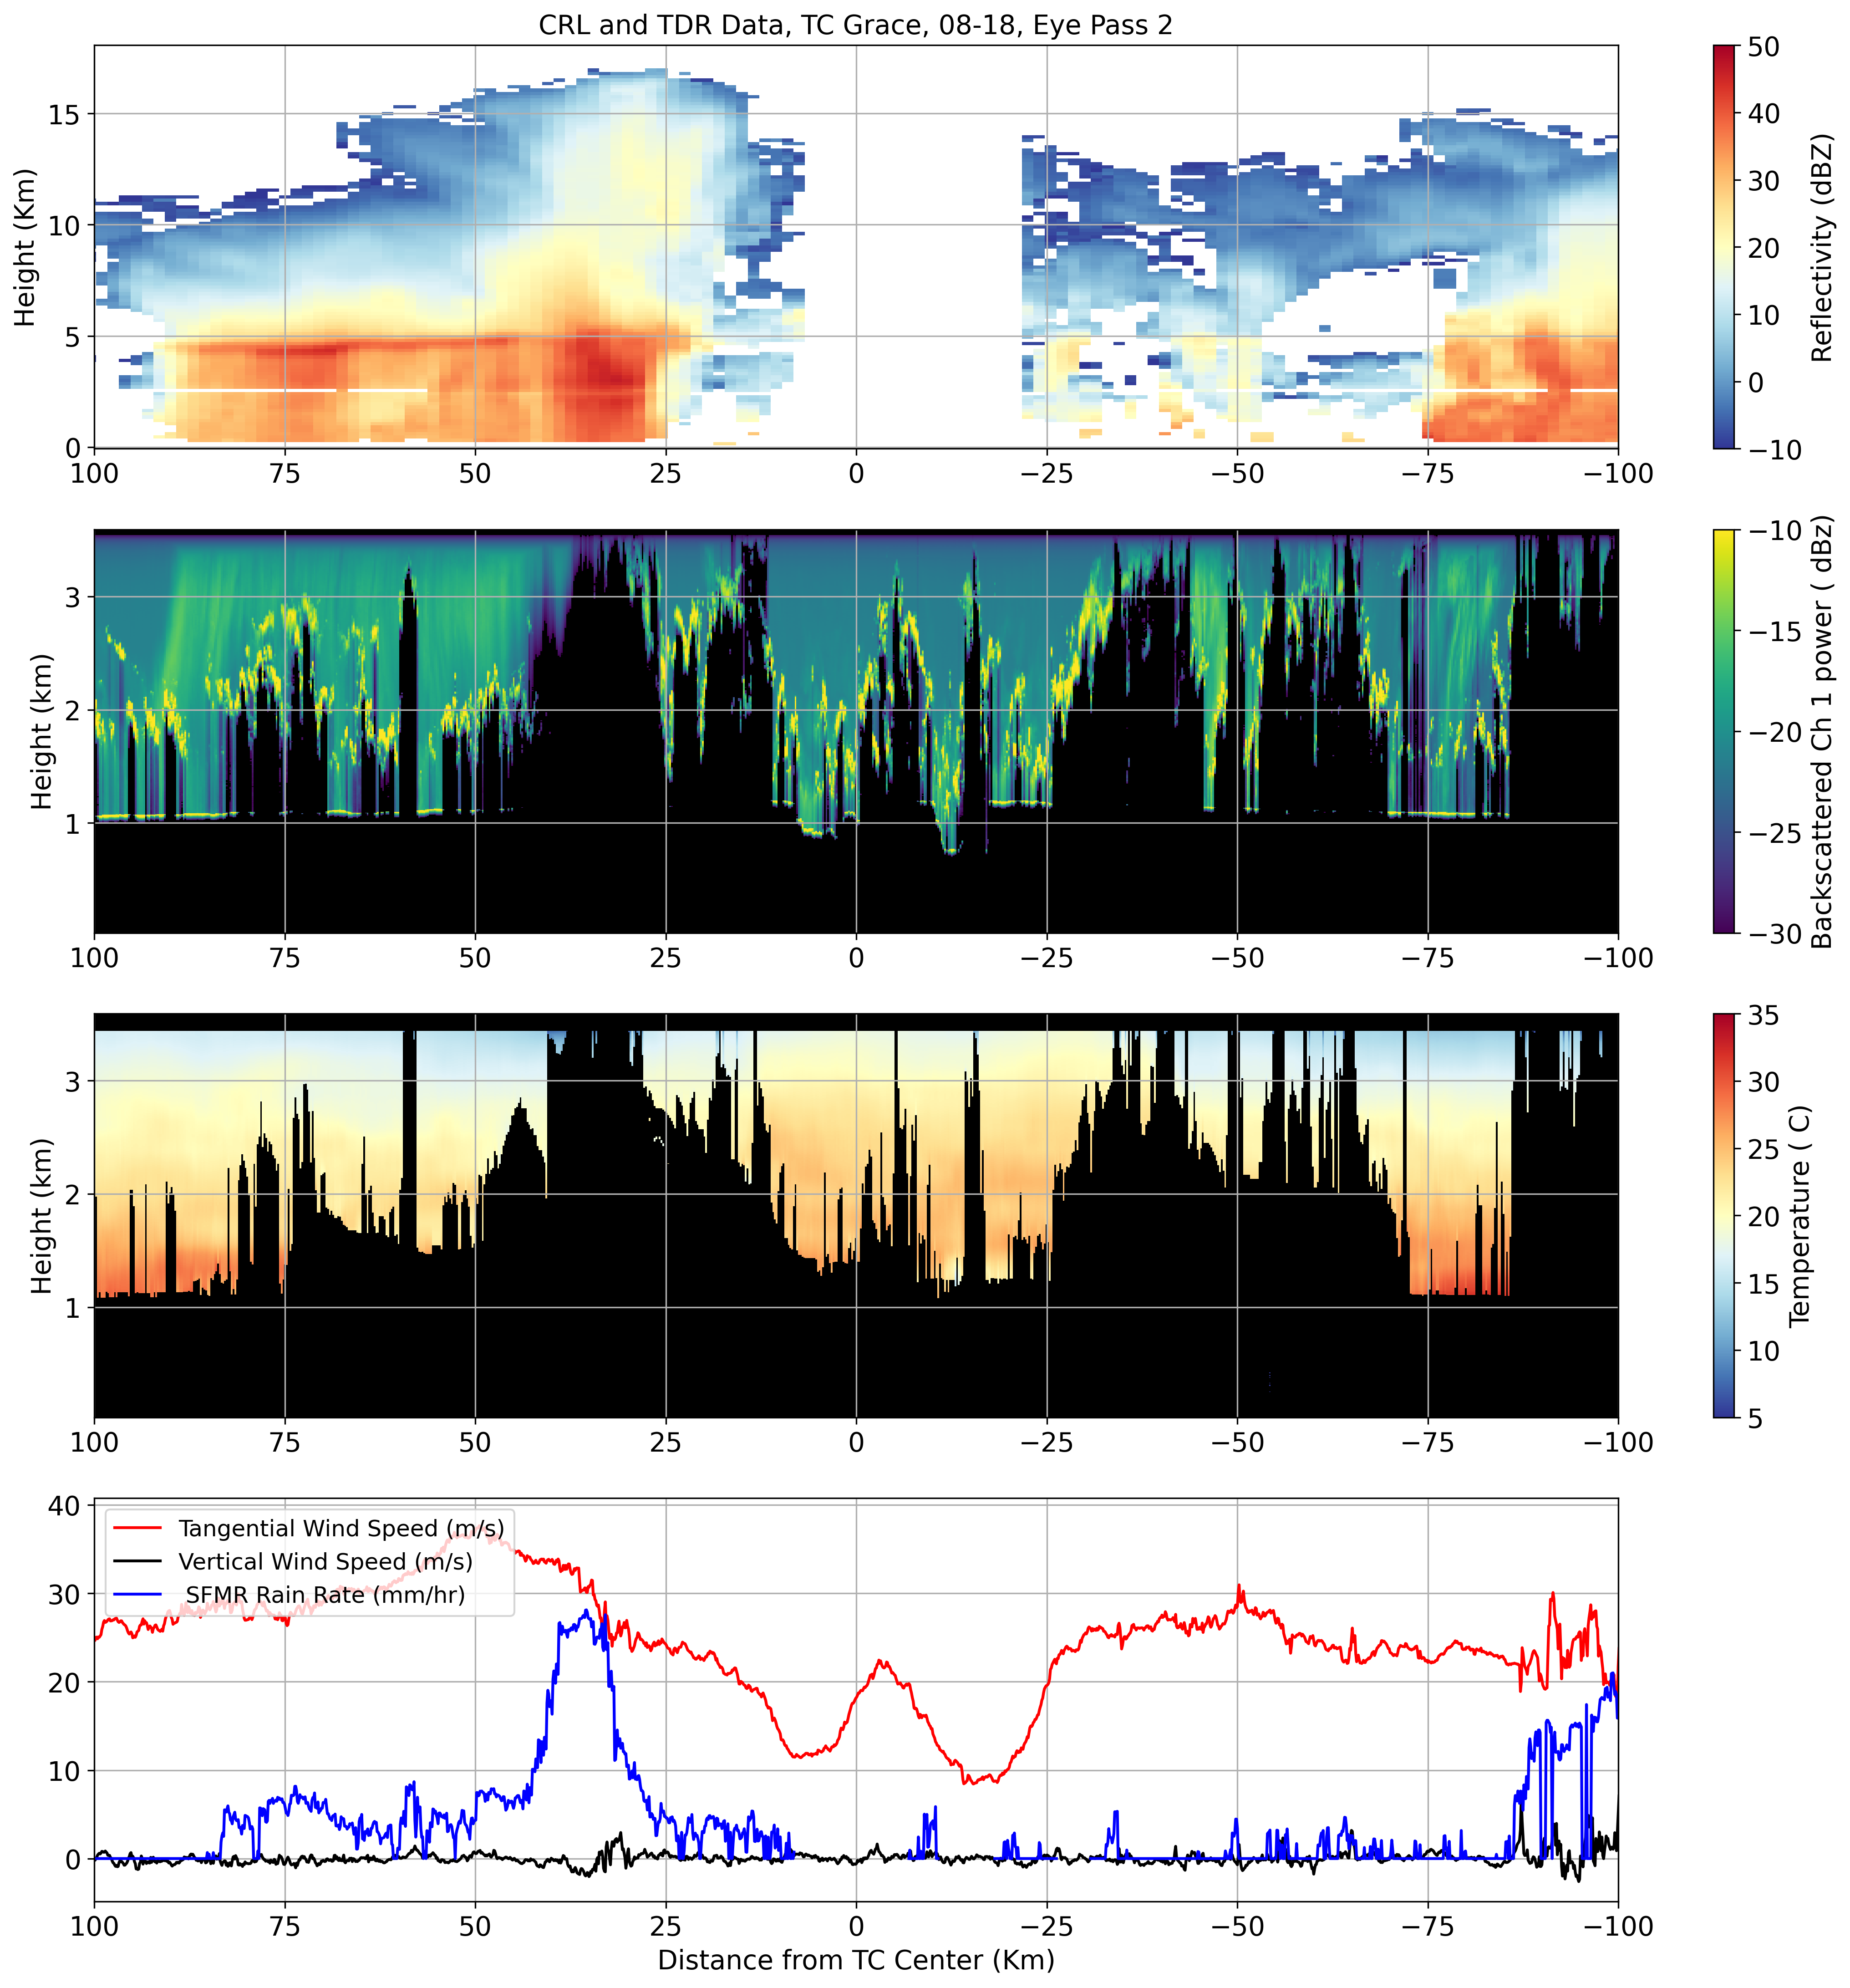 CRL and TDR Data, TC Grace, 08-18, Eye Pass 2
Height (Km)
15
10
5
0
100 75 50 25 0 −25 −50 −75 −100
50
40
30
20
10
0
−10
Reflectivity (dBZ)
Height (km)
3
2
1
100 75 50 25 0 −25 −50 −75 −100
−10
−15
−20
−25
−30
Backscattered Ch 1 power ( dBz)
Height (km)
3
2
1
100 75 50 25 0 −25 −50 −75 −100
35
30
25
20
15
10
5
Temperature ( C)
40
30
20
10
0
Tangential Wind Speed (m/s)
Vertical Wind Speed (m/s)
SFMR Rain Rate (mm/hr)
100 75 50 25 0 −25 −50 −75 −100
Distance from TC Center (Km)